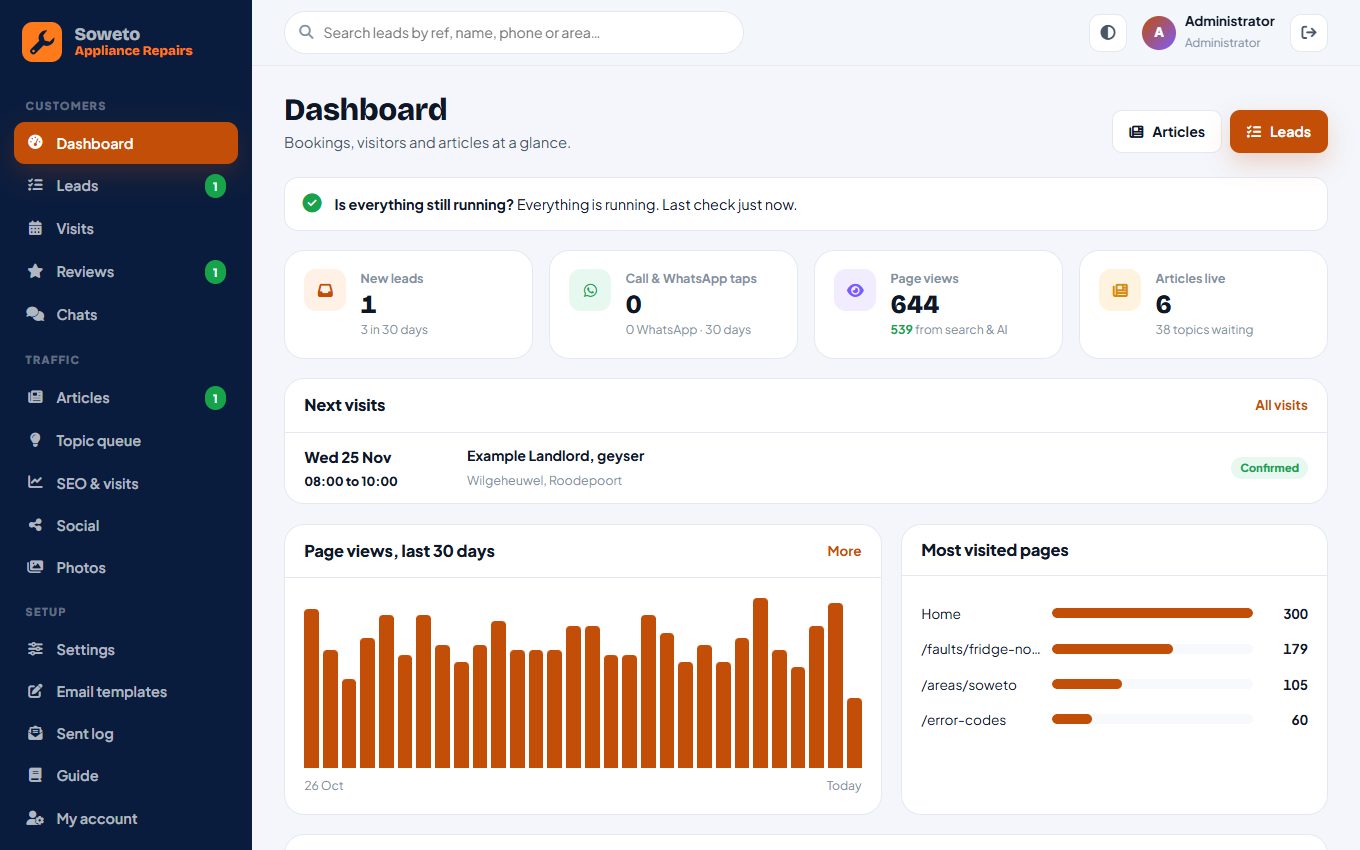 Soweto
Appliance Repairs
CUSTOMERS
Dashboard
Leads 1
Visits
Reviews 1
Chats
TRAFFIC
Articles 1
Topic queue
SEO & visits
Social
Photos
SETUP
Settings
Email templates
Sent log
Guide
My account
Search leads by ref, name, phone or area...
A
Administrator
Administrator
Dashboard
Bookings, visitors and articles at a glance.
Articles
Leads
Is everything still running? Everything is running. Last check just now.
New leads
1
3 in 30 days
Call & WhatsApp taps
0
0 WhatsApp · 30 days
Page views
644
539 from search & AI
Articles live
6
38 topics waiting
Next visits
All visits
Wed 25 Nov
08:00 to 10:00
Example Landlord, geyser
Wilgeheuwel, Roodepoort
Confirmed
Page views, last 30 days
More
26 Oct
Today
Most visited pages
Home 300
/faults/fridge-no... 179
/areas/soweto 105
/error-codes 60